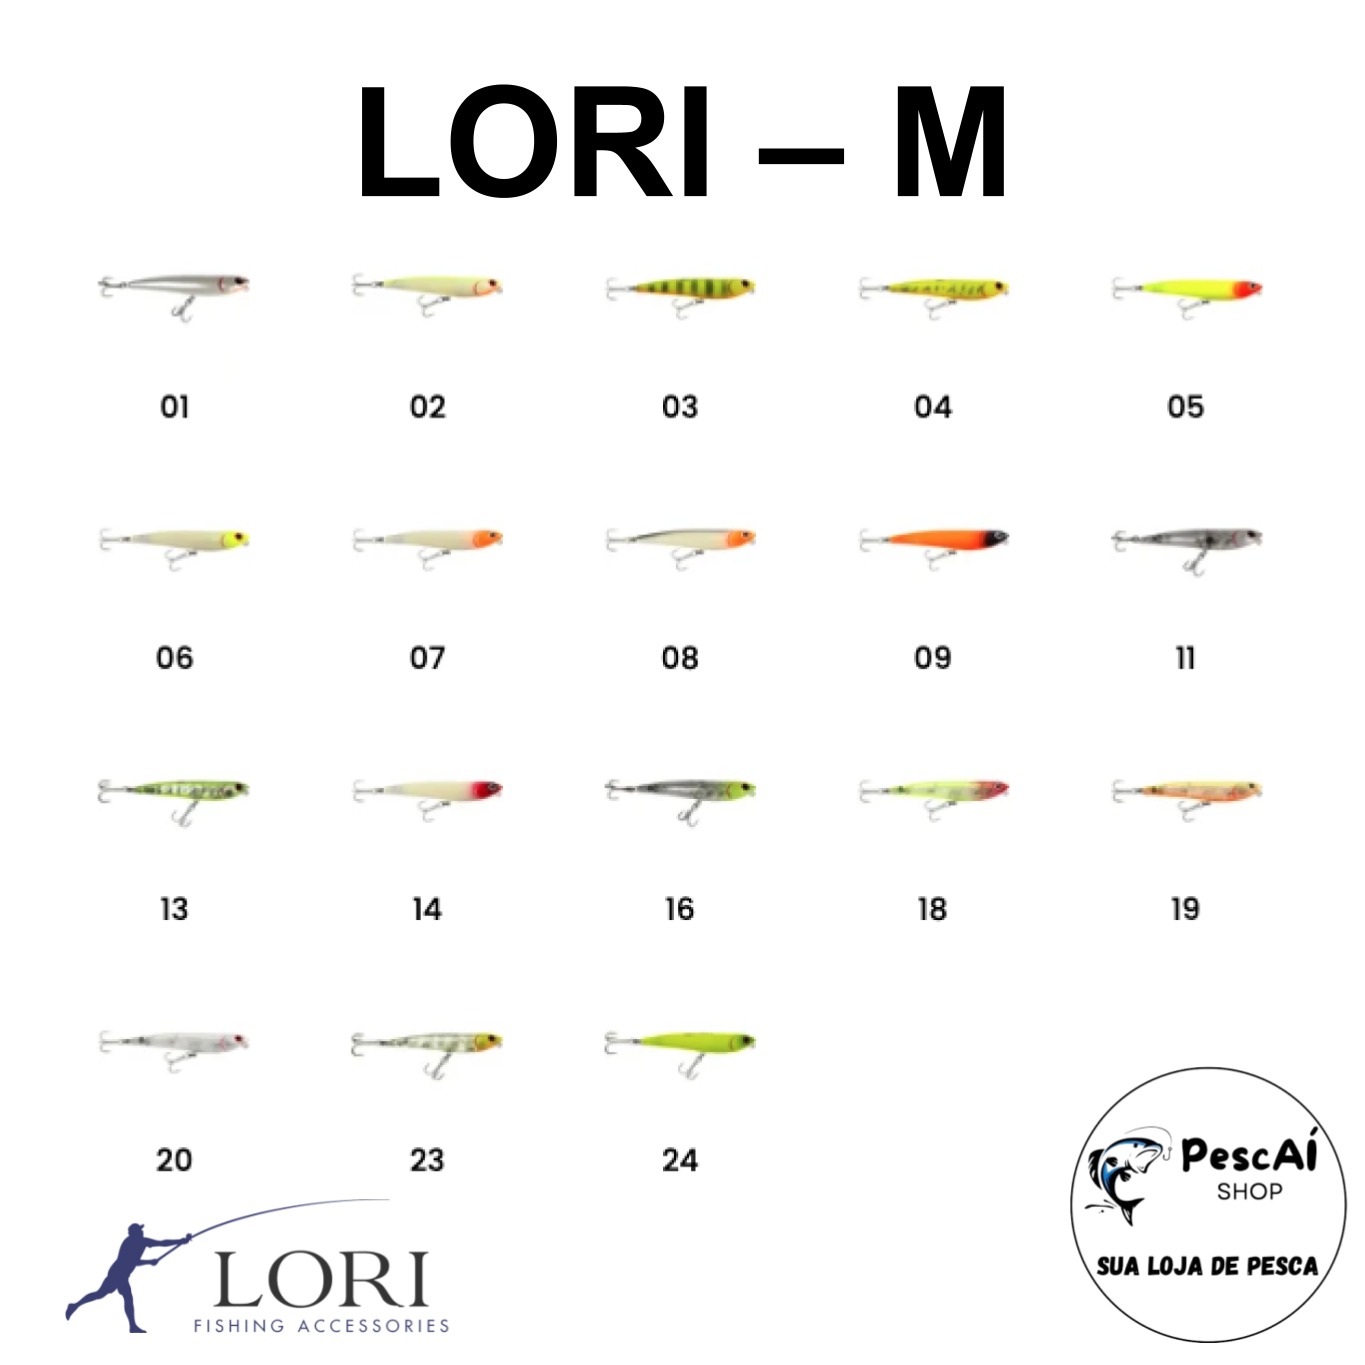 LORI – M
01 02 03 04 05
06 07 08 09 11
13 14 16 18 19
20 23 24
LORI
FISHING ACCESSORIES
PescAÍ
SHOP
SUA LOJA DE PESCA